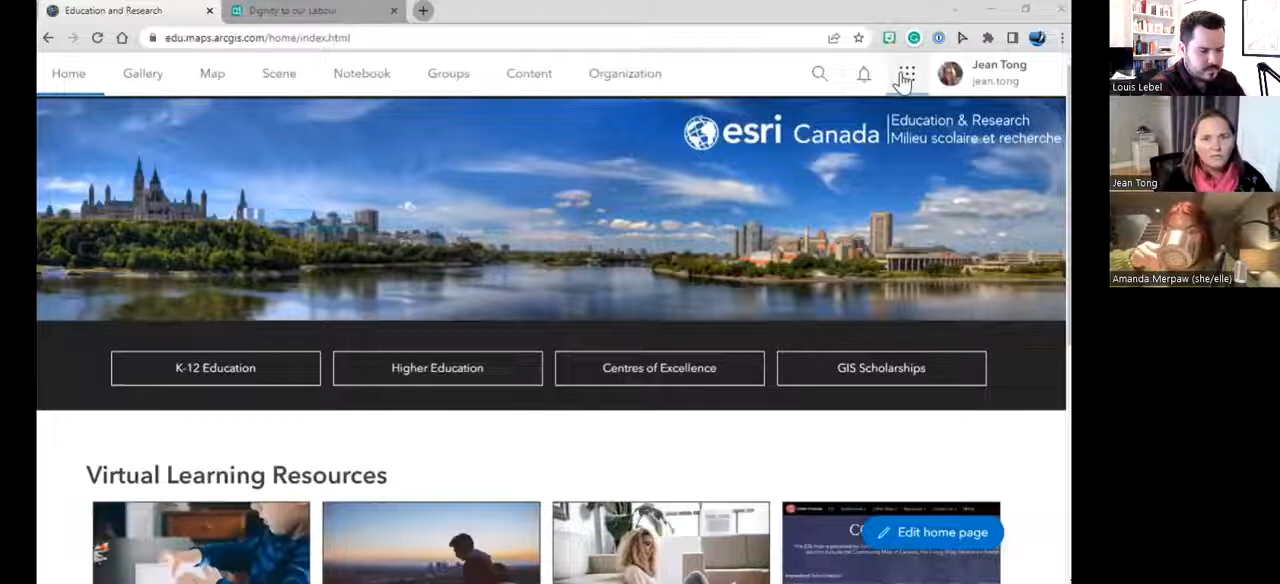 Education and Research
Dignity to our Labour
edu.maps.arcgis.com/home/index.html
Home
Gallery
Map
Scene
Notebook
Groups
Content
Organization
Jean Tong
jean.tong
esri Canada
Education & Research
Milieu scolaire et recherche
K-12 Education
Higher Education
Centres of Excellence
GIS Scholarships
Virtual Learning Resources
Edit home page
Louis Lebel
Jean Tong
Amanda Merpaw (she/elle)